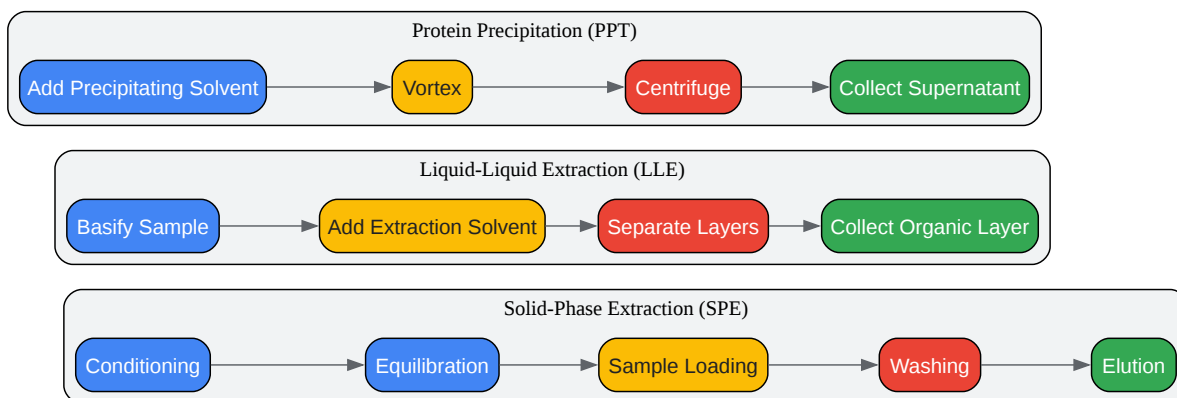 Protein Precipitation (PPT)
Add Precipitating Solvent
Vortex
Centrifuge
Collect Supernatant
Liquid-Liquid Extraction (LLE)
Basify Sample
Add Extraction Solvent
Separate Layers
Collect Organic Layer
Solid-Phase Extraction (SPE)
Conditioning
Equilibration
Sample Loading
Washing
Elution